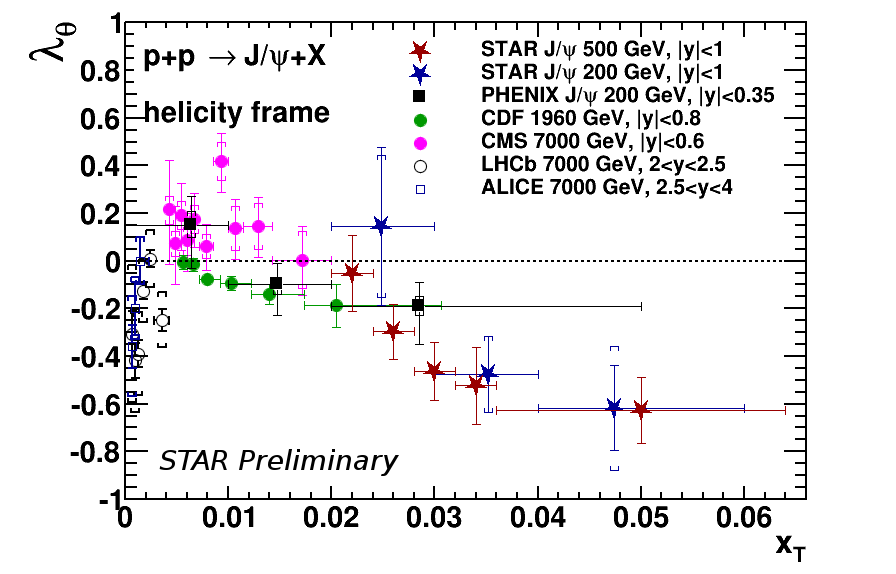 λθ
1
0.8
0.6
0.4
0.2
0
-0.2
-0.4
-0.6
-0.8
-1
p+p → J/ψ+X
helicity frame
STAR J/ψ 500 GeV, |y|<1
STAR J/ψ 200 GeV, |y|<1
PHENIX J/ψ 200 GeV, |y|<0.35
CDF 1960 GeV, |y|<0.8
CMS 7000 GeV, |y|<0.6
LHCb 7000 GeV, 2<y<2.5
ALICE 7000 GeV, 2.5<y<4
STAR Preliminary
0 0.01 0.02 0.03 0.04 0.05 0.06
xT